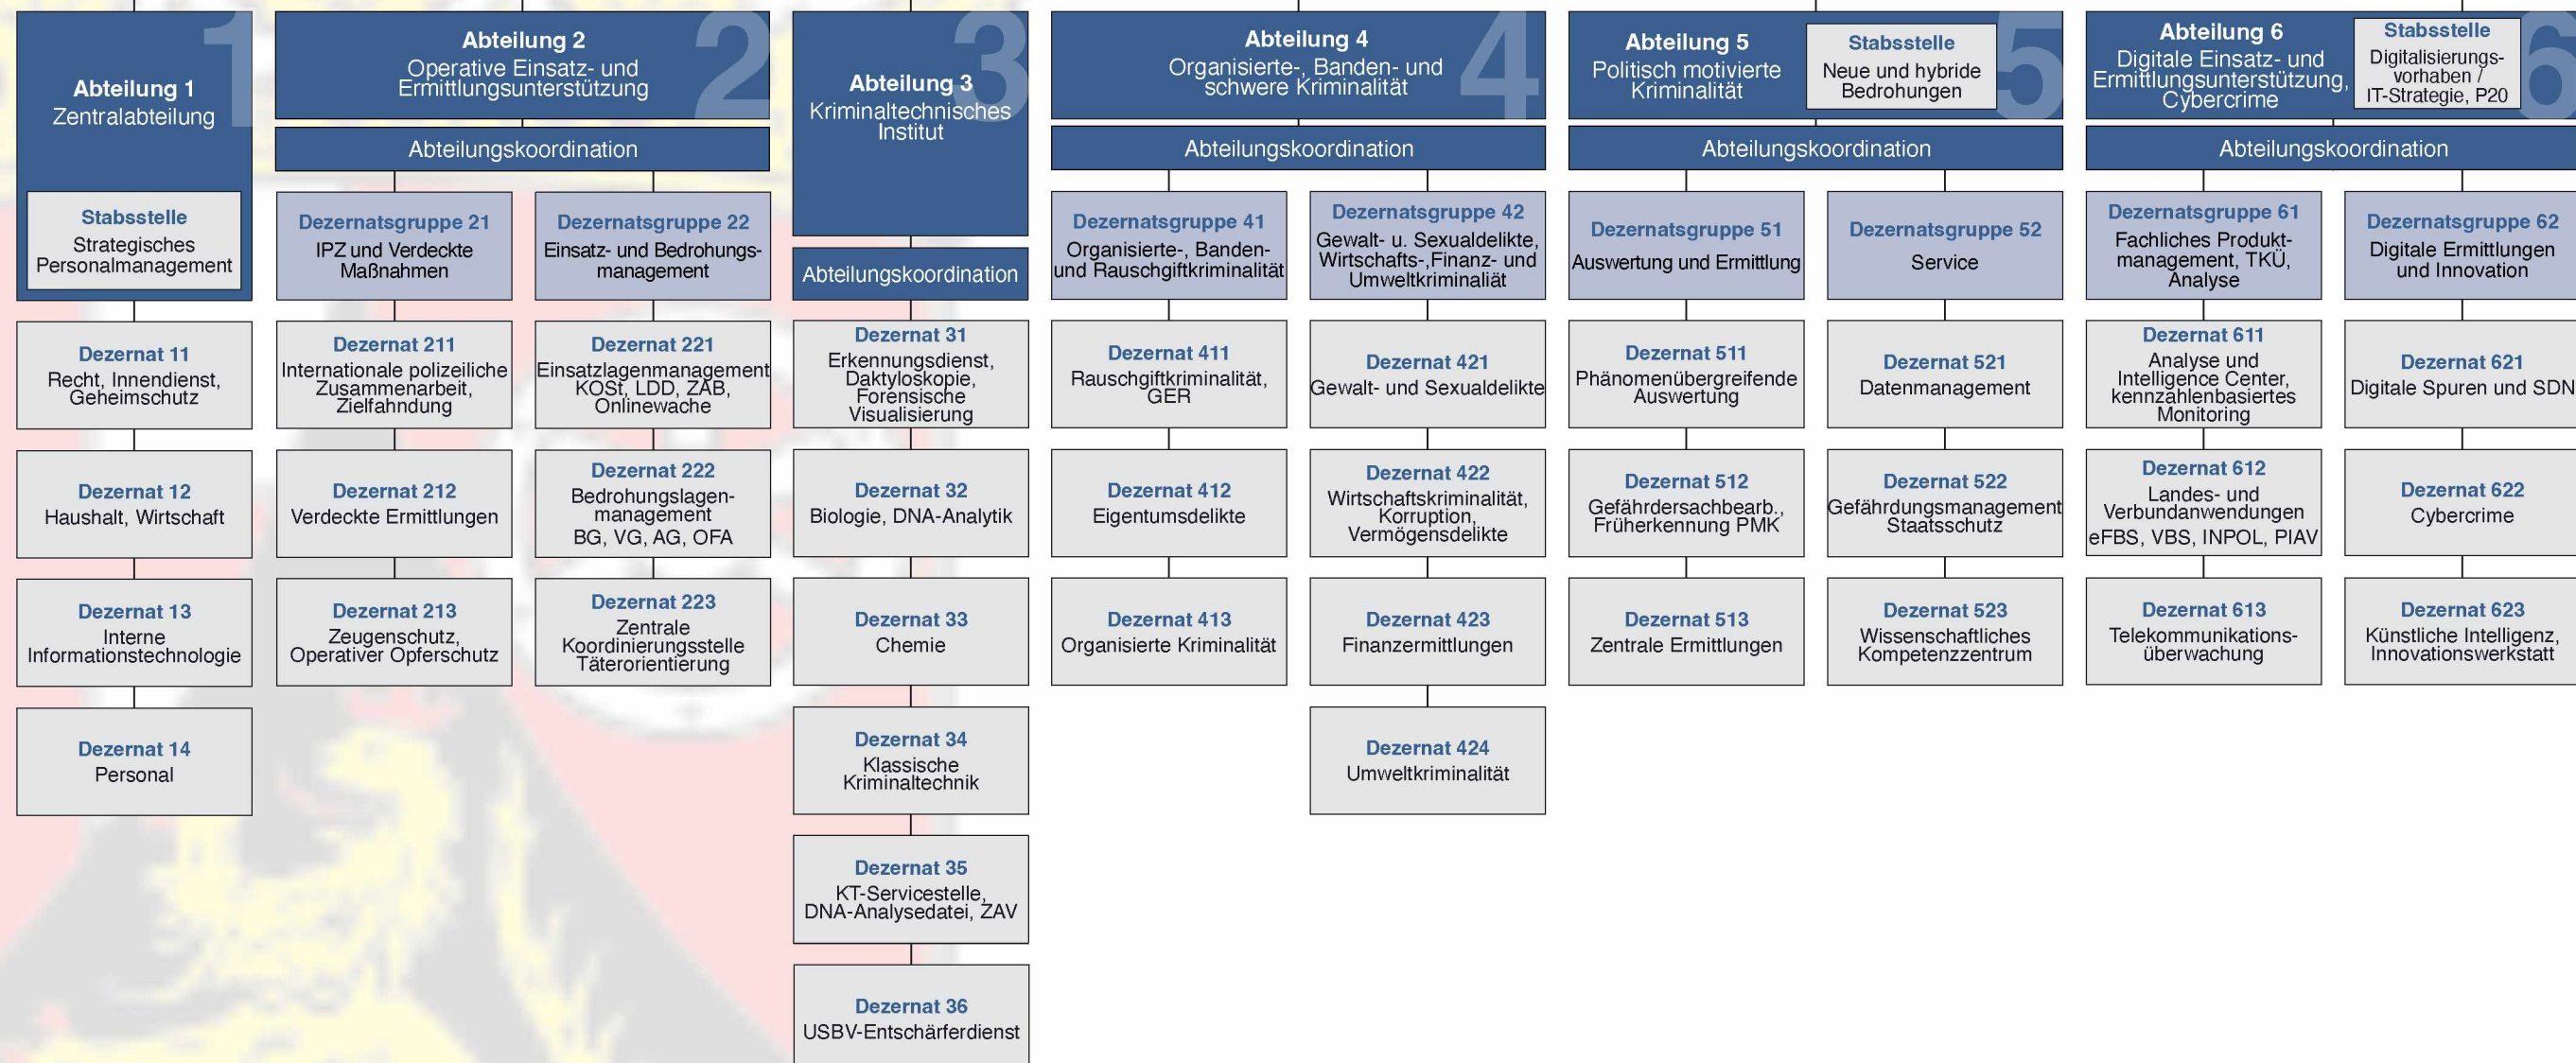 1
Abteilung 1
Zentralabteilung
Stabsstelle
Strategisches
Personalmanagement
Dezernat 11
Recht, Innendienst,
Geheimschutz
Dezernat 12
Haushalt, Wirtschaft
Dezernat 13
Interne
Informationstechnologie
Dezernat 14
Personal
2
Abteilung 2
Operative Einsatz- und
Ermittlungsunterstützung
Abteilungskoordination
Dezernatsgruppe 21
IPZ und Verdeckte
Maßnahmen
Dezernat 211
Internationale polizeiliche
Zusammenarbeit,
Zielfahndung
Dezernat 212
Verdeckte Ermittlungen
Dezernat 213
Zeugenschutz,
Operativer Opferschutz
Dezernatsgruppe 22
Einsatz- und Bedrohungs-
management
Dezernat 221
Einsatzlagenmanagement
KOSt, LDD, ZAB,
Onlinewache
Dezernat 222
Bedrohungslagen-
management
BG, VG, AG, OFA
Dezernat 223
Zentrale
Koordinierungsstelle
Täterorientierung
3
Abteilung 3
Kriminaltechnisches
Institut
Abteilungskoordination
Dezernat 31
Erkennungsdienst,
Daktyloskopie,
Forensische
Visualisierung
Dezernat 32
Biologie, DNA-Analytik
Dezernat 33
Chemie
Dezernat 34
Klassische
Kriminaltechnik
Dezernat 35
KT-Servicestelle,
DNA-Analysedatei, ZAV
Dezernat 36
USBV-Entschärferdienst
4
Abteilung 4
Organisierte-, Banden- und
schwere Kriminalität
Abteilungskoordination
Dezernatsgruppe 41
Organisierte-, Banden-
und Rauschgiftkriminalität
Dezernat 411
Rauschgiftkriminalität,
GER
Dezernat 412
Eigentumsdelikte
Dezernat 413
Organisierte Kriminalität
Dezernatsgruppe 42
Gewalt- u. Sexualdelikte,
Wirtschafts-,Finanz- und
Umweltkriminaliät
Dezernat 421
Gewalt- und Sexualdelikte
Dezernat 422
Wirtschaftskriminalität,
Korruption,
Vermögensdelikte
Dezernat 423
Finanzermittlungen
Dezernat 424
Umweltkriminalität
5
Abteilung 5
Politisch motivierte
Kriminalität
Stabsstelle
Neue und hybride
Bedrohungen
Abteilungskoordination
Dezernatsgruppe 51
Auswertung und Ermittlung
Dezernat 511
Phänomenübergreifende
Auswertung
Dezernat 512
Gefährdersachbearb.,
Früherkennung PMK
Dezernat 513
Zentrale Ermittlungen
Dezernatsgruppe 52
Service
Dezernat 521
Datenmanagement
Dezernat 522
Gefährdungsmanagement
Staatsschutz
Dezernat 523
Wissenschaftliches
Kompetenzzentrum
6
Abteilung 6
Digitale Einsatz- und
Ermittlungsunterstützung,
Cybercrime
Stabsstelle
Digitalisierungs-
vorhaben /
IT-Strategie, P20
Abteilungskoordination
Dezernatsgruppe 61
Fachliches Produkt-
management, TKÜ,
Analyse
Dezernat 611
Analyse und
Intelligence Center,
kennzahlenbasiertes
Monitoring
Dezernat 612
Landes- und
Verbundanwendungen
eFBS, VBS, INPOL, PIAV
Dezernat 613
Telekommunikations-
überwachung
Dezernatsgruppe 62
Digitale Ermittlungen
und Innovation
Dezernat 621
Digitale Spuren und SDN
Dezernat 622
Cybercrime
Dezernat 623
Künstliche Intelligenz,
Innovationswerkstatt